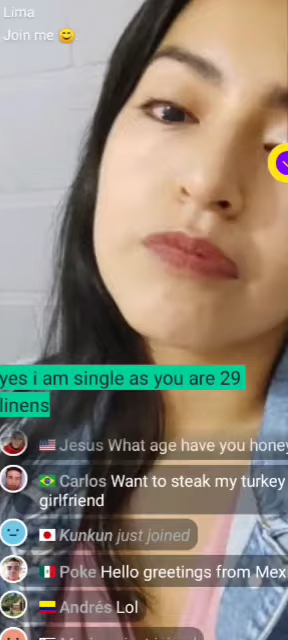 Lima
Join me 😊
yes i am single as you are 29
linens
Jesus What age have you honey
Carlos Want to steak my turkey
girlfriend
Kunkun just joined
Poke Hello greetings from Mex
Andrés Lol